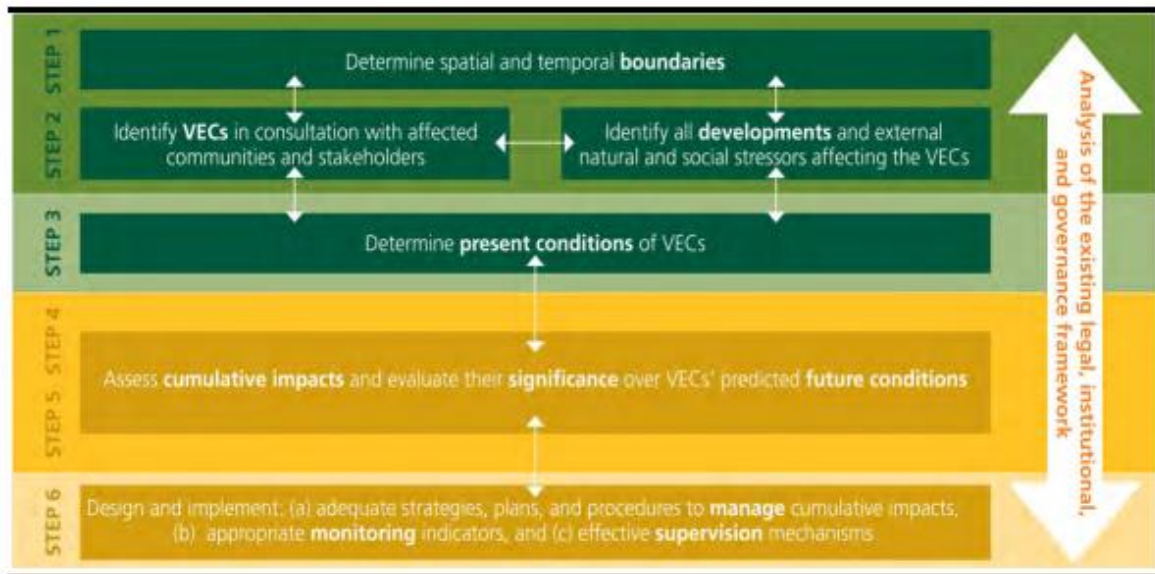 STEP 1
Determine spatial and temporal boundaries
STEP 2
Identify VECs in consultation with affected
communities and stakeholders
Identify all developments and external
natural and social stressors affecting the VECs
STEP 3
Determine present conditions of VECs
STEP 4
STEP 5
Assess cumulative impacts and evaluate their significance over VECs' predicted future conditions
STEP 6
Design and implement: (a) adequate strategies, plans, and procedures to manage cumulative impacts,
(b) appropriate monitoring indicators, and (c) effective supervision mechanisms
Analysis of the existing legal, institutional,
and governance framework